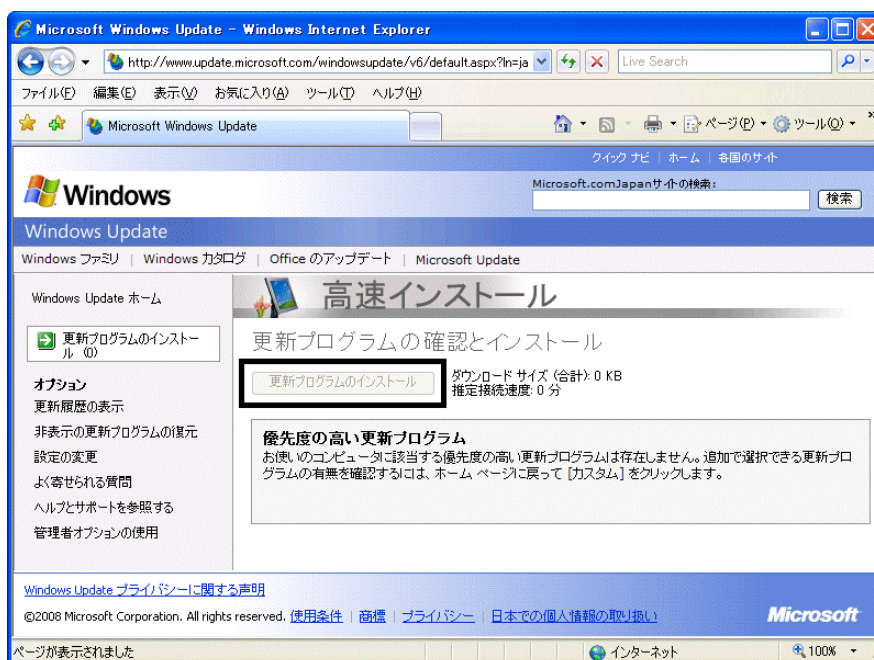 Microsoft Windows Update - Windows Internet Explorer
http://www.update.microsoft.com/windowsupdate/v6/default.aspx?ln=ja
Live Search
ファイル(F) 編集(E) 表示(V) お気に入り(A) ツール(T) ヘルプ(H)
Microsoft Windows Update
ページ(P) ツール(O) »
クイック ナビ | ホーム | 各国のサイト
Windows
Microsoft.comJapanサイトの検索:
検索
Windows Update
Windows ファミリ | Windows カタログ | Office のアップデート | Microsoft Update
Windows Update ホーム
更新プログラムのインストー
ル (0)
オプション
更新履歴の表示
非表示の更新プログラムの復元
設定の変更
よく寄せられる質問
ヘルプとサポートを参照する
管理者オプションの使用
高速インストール
更新プログラムの確認とインストール
更新プログラムのインストール
ダウンロード サイズ (合計): 0 KB
推定接続速度: 0 分
優先度の高い更新プログラム
お使いのコンピュータに該当する優先度の高い更新プログラムは存在しません。追加で選択できる更新プロ
グラムの有無を確認するには、ホーム ページに戻って [カスタム] をクリックします。
Windows Update プライバシーに関する声明
©2008 Microsoft Corporation. All rights reserved. 使用条件 | 商標 | プライバシー | 日本での個人情報の取り扱い
Microsoft
ページが表示されました
インターネット
100%